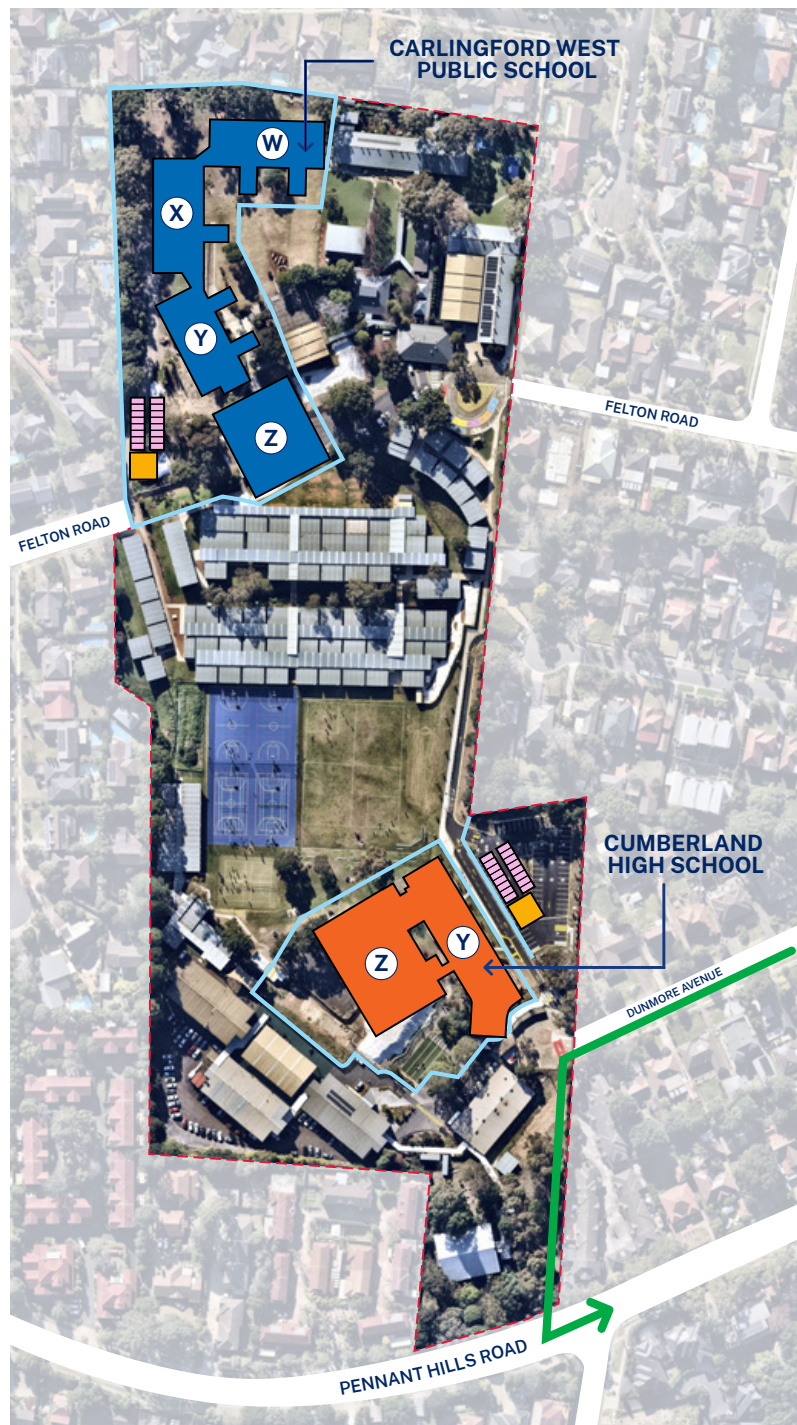 CARLINGFORD WEST
PUBLIC SCHOOL
W
X
Y
Z
FELTON ROAD
FELTON ROAD
CUMBERLAND
HIGH SCHOOL
Y
Z
DUNMORE AVENUE
PENNANT HILLS ROAD